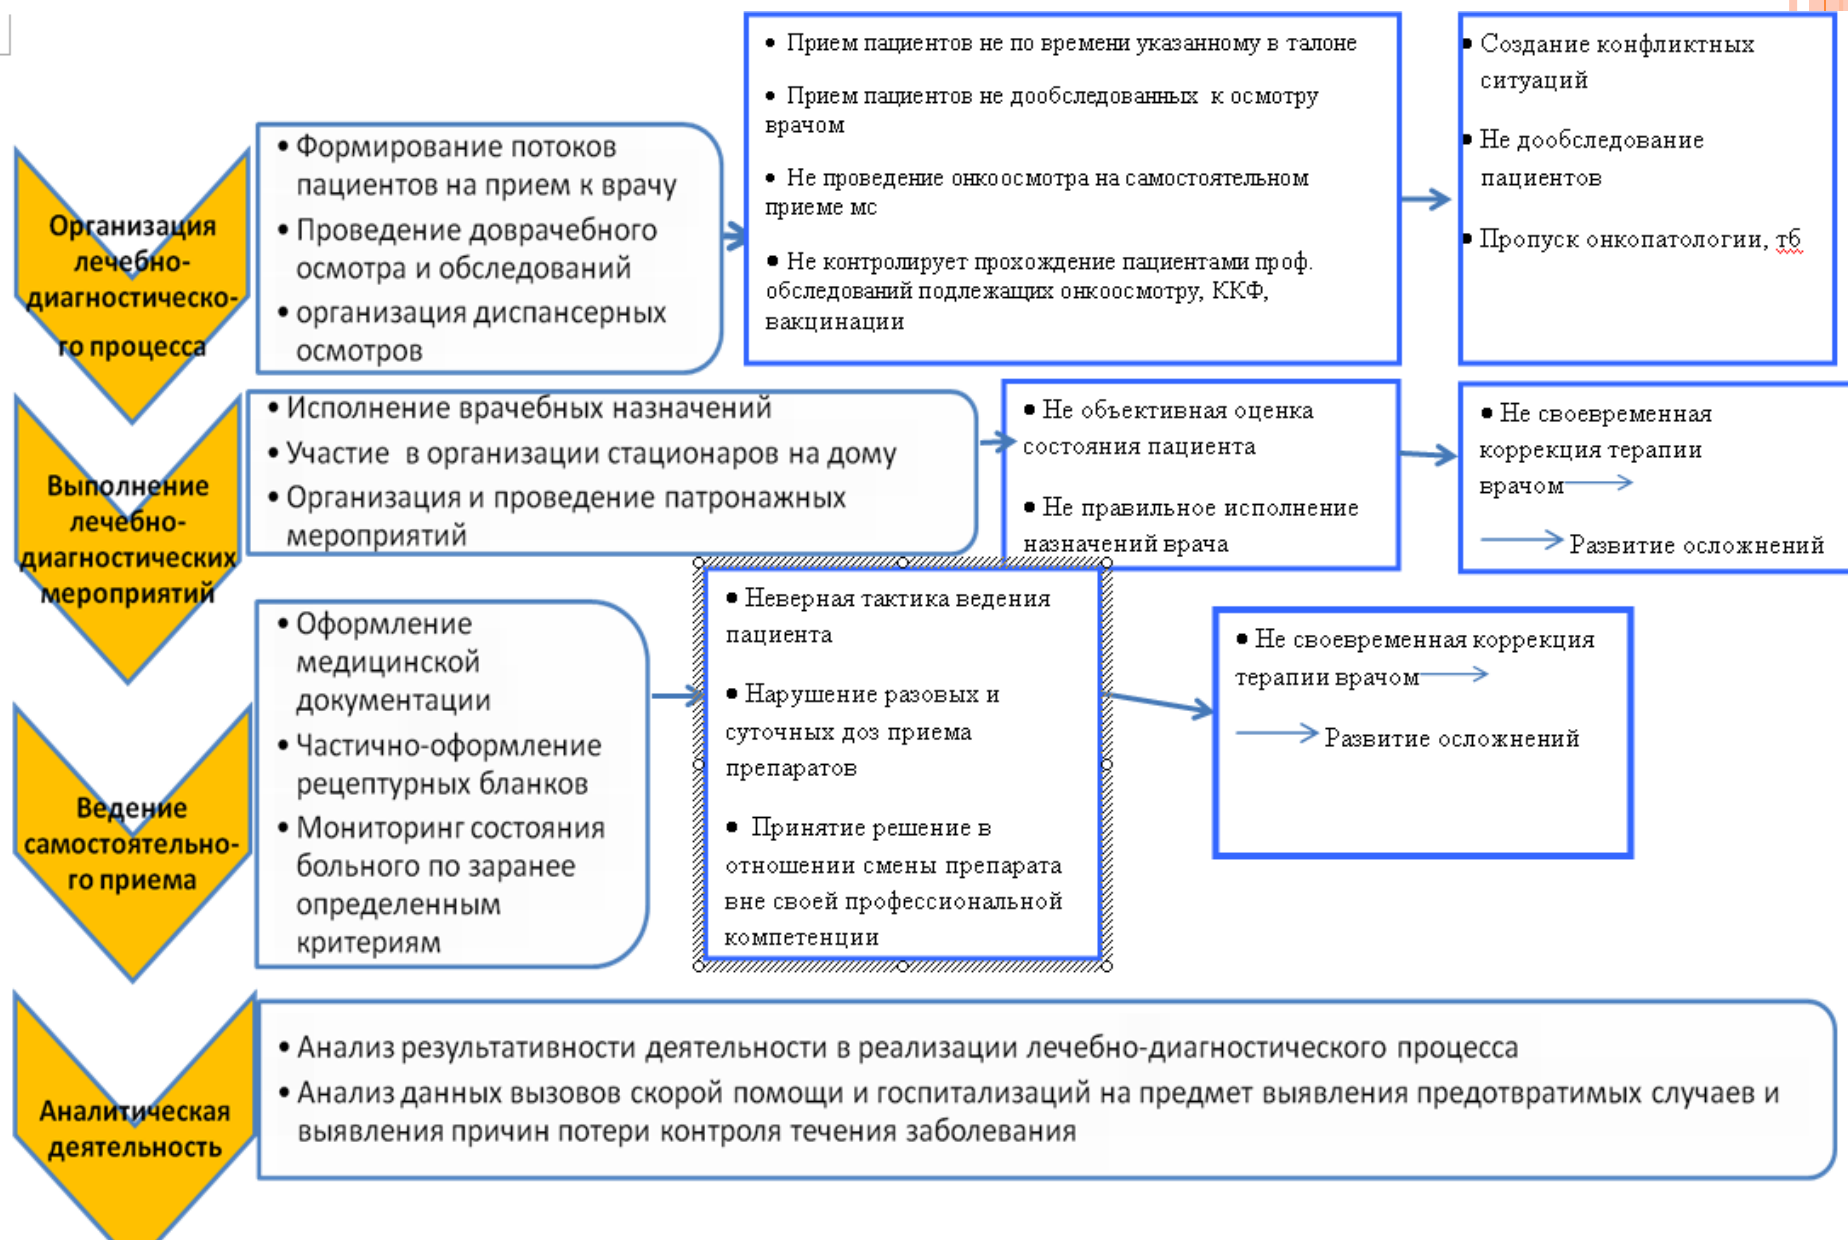 Организация
лечебно-
диагностическо-
го процесса
• Формирование потоков
пациентов на прием к врачу
• Проведение доврачебного
осмотра и обследований
• организация диспансерных
осмотров
• Прием пациентов не по времени указанному в талоне
• Прием пациентов не дообследованных к осмотру
врачом
• Не проведение онкоосмотра на самостоятельном
приеме мс
• Не контролирует прохождение пациентами проф.
обследований подлежащих онкоосмотру, ККФ,
вакцинации
• Создание конфликтных
ситуаций
• Не дообследование
пациентов
• Пропуск онкопатологии, тб
Выполнение
лечебно-
диагностических
мероприятий
• Исполнение врачебных назначений
• Участие в организации стационаров на дому
• Организация и проведение патронажных
мероприятий
• Не объективная оценка
состояния пациента
• Не правильное исполнение
назначений врача
• Не своевременная
коррекция терапии
врачом
Развитие осложнений
Ведение
самостоятельно-
го приема
• Оформление
медицинской
документации
• Частично-оформление
рецептурных бланков
• Мониторинг состояния
больного по заранее
определенным
критериям
• Неверная тактика ведения
пациента
• Нарушение разовых и
суточных доз приема
препаратов
• Принятие решение в
отношении смены препарата
вне своей профессиональной
компетенции
• Не своевременная коррекция
терапии врачом
Развитие осложнений
Аналитическая
деятельность
• Анализ результативности деятельности в реализации лечебно-диагностического процесса
• Анализ данных вызовов скорой помощи и госпитализаций на предмет выявления предотвратимых случаев и
выявления причин потери контроля течения заболевания